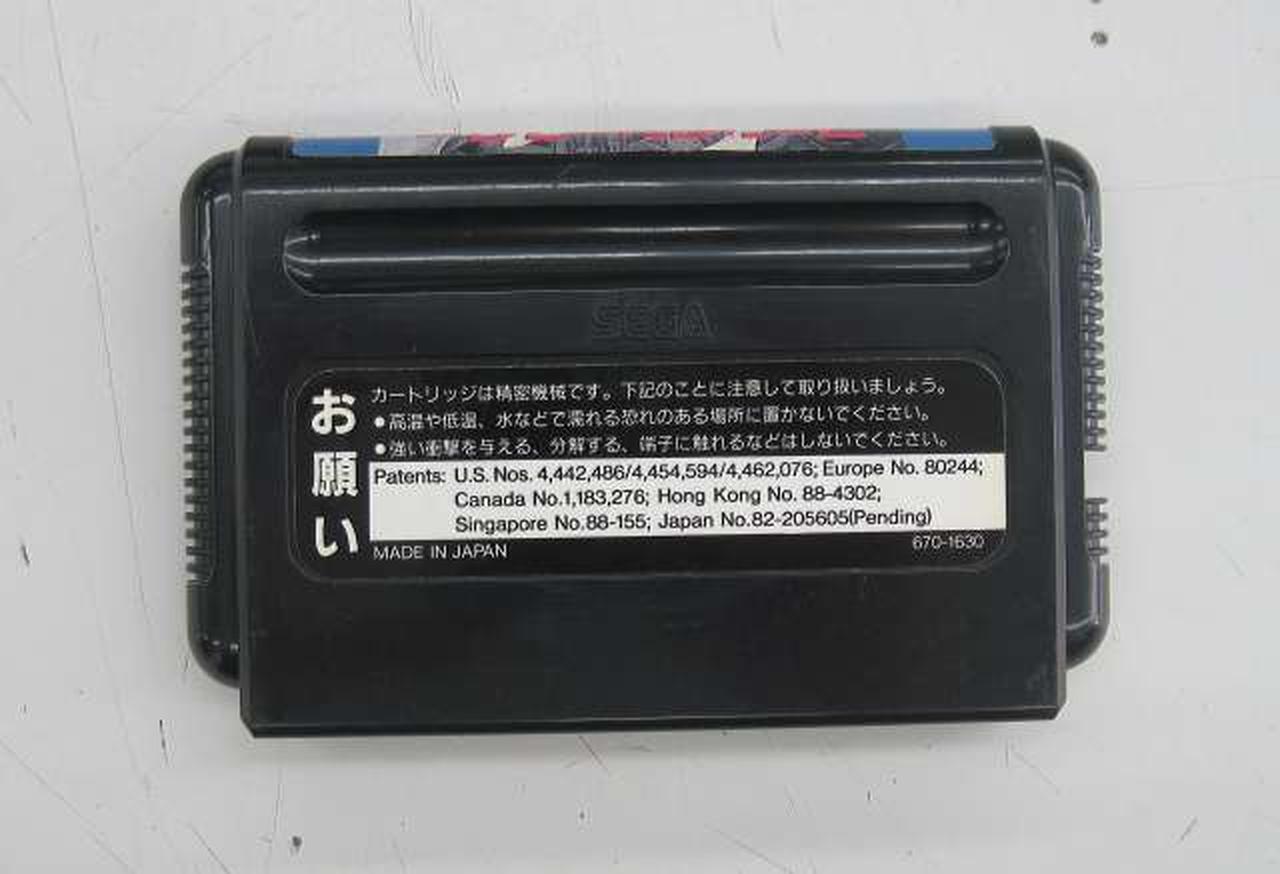 SEGA
お願い
カートリッジは精密機械です。下記のことに注意して取り扱いましょう。
●高温や低温、水などで濡れる恐れのある場所に置かないでください。
●強い衝撃を与える、分解する、端子に触れるなどはしないでください。
Patents: U.S. Nos. 4,442,486/4,454,594/4,462,076; Europe No. 80244;
Canada No.1,183,276; Hong Kong No. 88-4302;
Singapore No.88-155; Japan No.82-205605(Pending)
MADE IN JAPAN
670-1630